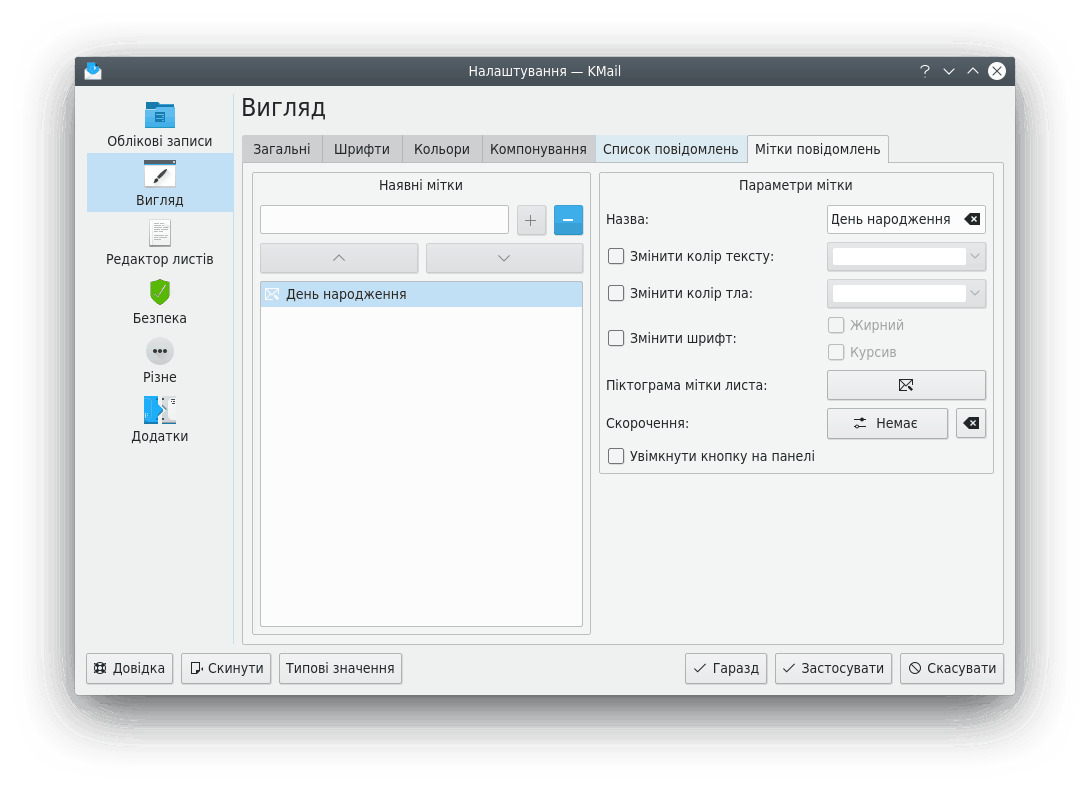 Налаштування — KMail
Облікові записи
Вигляд
Редактор листів
Безпека
Різне
Додатки
Вигляд
Загальні
Шрифти
Кольори
Компонування
Список повідомлень
Мітки повідомлень
Наявні мітки
День народження
Параметри мітки
Назва:
День народження
Змінити колір тексту:
Змінити колір тла:
Змінити шрифт:
Жирний
Курсив
Піктограма мітки листа:
Скорочення:
Немає
Увімкнути кнопку на панелі
Довідка
Скинути
Типові значення
Гаразд
Застосувати
Скасувати